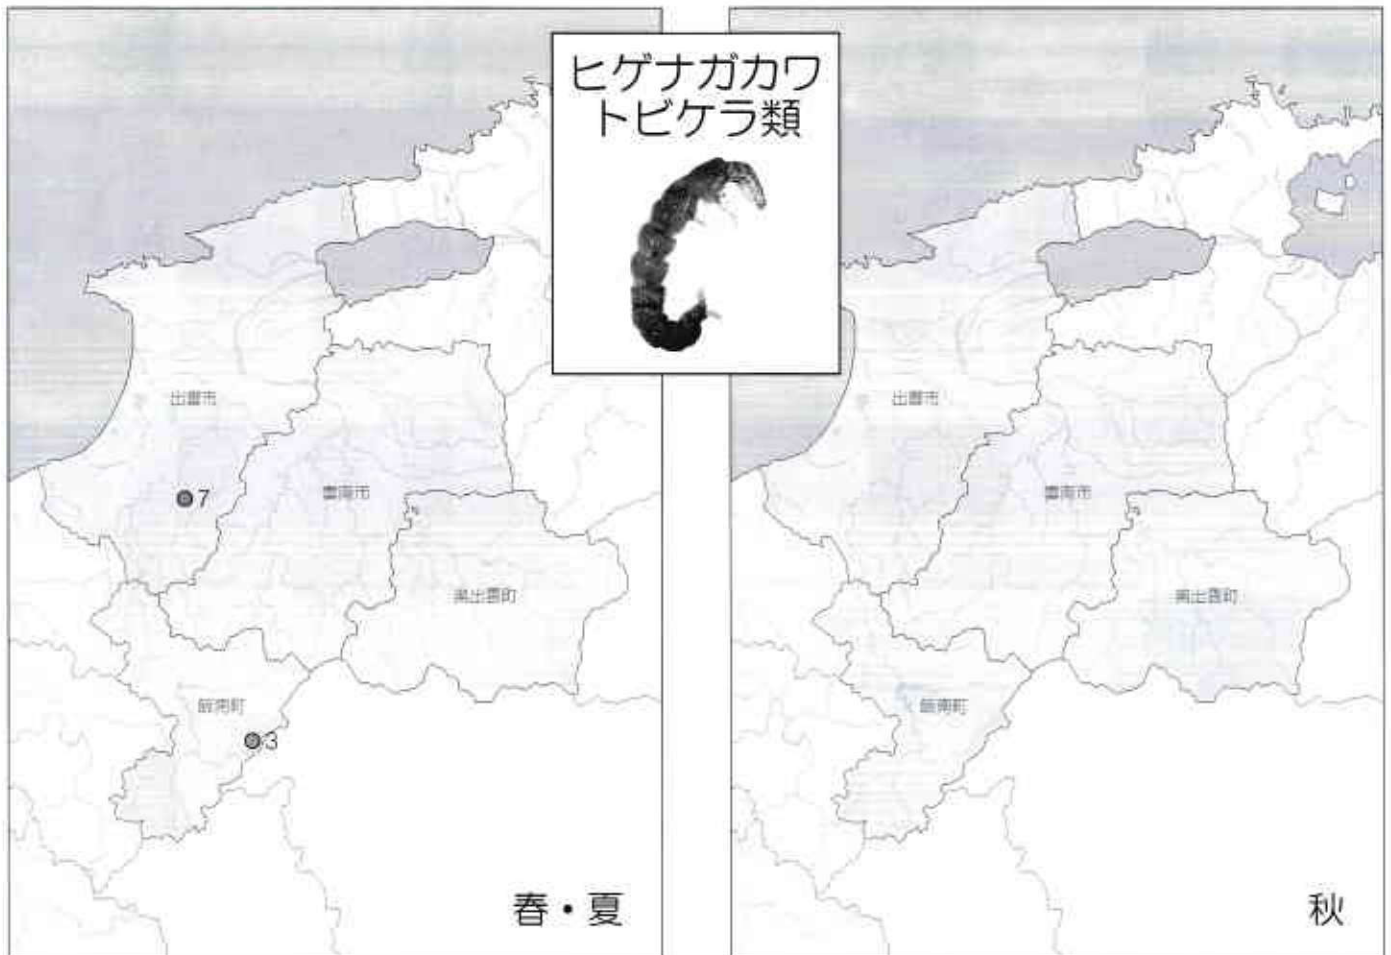 ヒゲナガカワ
トビケラ類
出雲市
7
雲南市
奥出雲町
飯南町
3
春・夏
出雲市
雲南市
奥出雲町
飯南町
秋